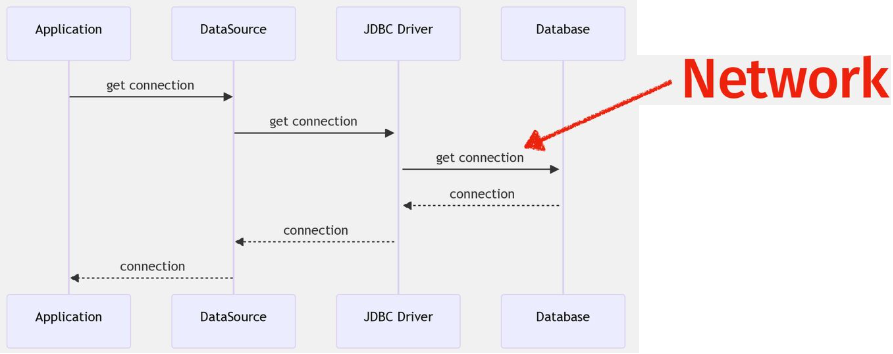 Application
DataSource
JDBC Driver
Database
Network
get connection
get connection
get connection
connection
connection
connection
Application
DataSource
JDBC Driver
Database